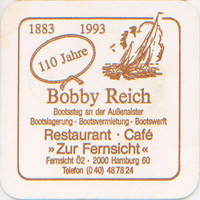 1883 1993
110 Jahre
Bobby Reich
Bootssteg an der Außenalster
Bootslagerung · Bootsvermietung · Bootswerft
Restaurant · Café
»Zur Fernsicht«
Fernsicht Ö2 · 2000 Hamburg 60
Telefon (0 40) 48 78 24